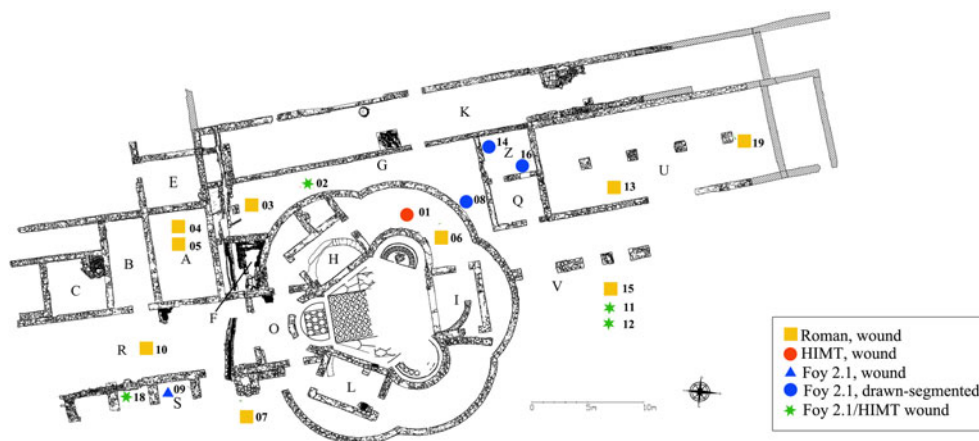 K
14
Z
16
19
E
02
G
U
03
13
08
Q
04
01
05
06
B
A
H
C
V
15
I
11
F
O
12
R
10
L
09
18
S
07
0 5m 10m
Roman, wound
HIMT, wound
Foy 2.1, wound
Foy 2.1, drawn-segmented
Foy 2.1/HIMT wound